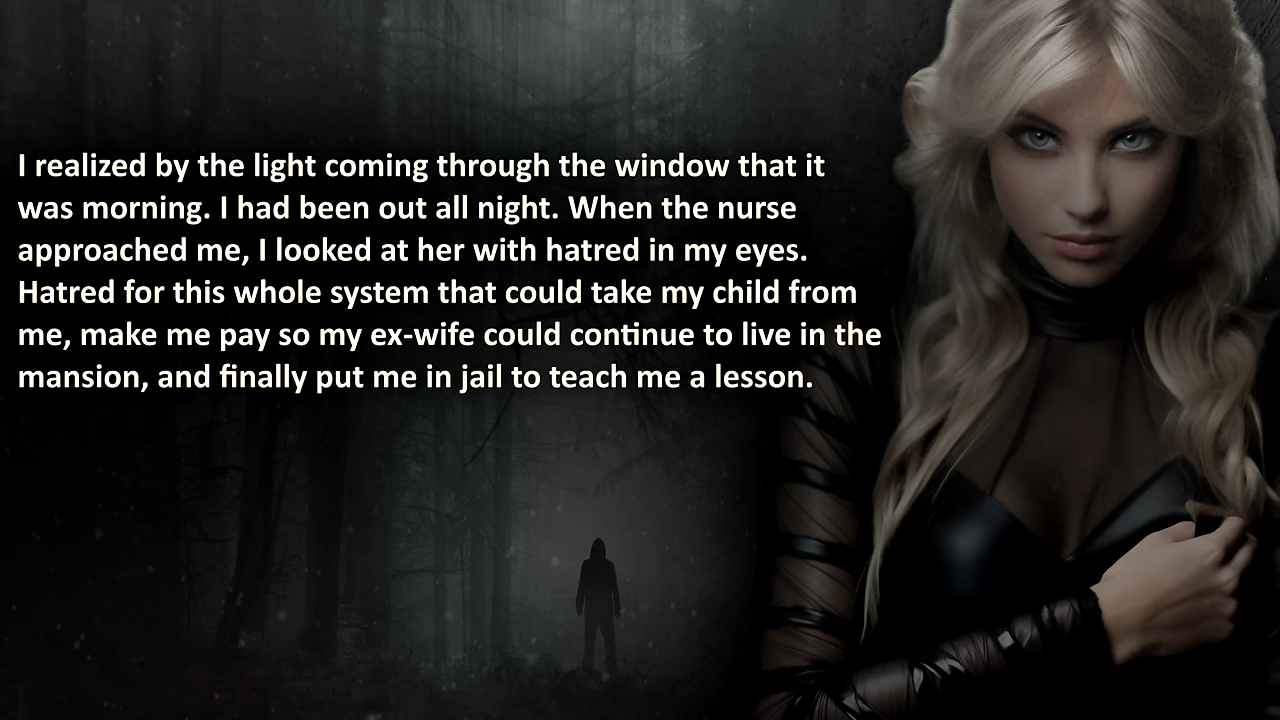 I realized by the light coming through the window that it
was morning. I had been out all night. When the nurse
approached me, I looked at her with hatred in my eyes.
Hatred for this whole system that could take my child from
me, make me pay so my ex-wife could continue to live in the
mansion, and finally put me in jail to teach me a lesson.